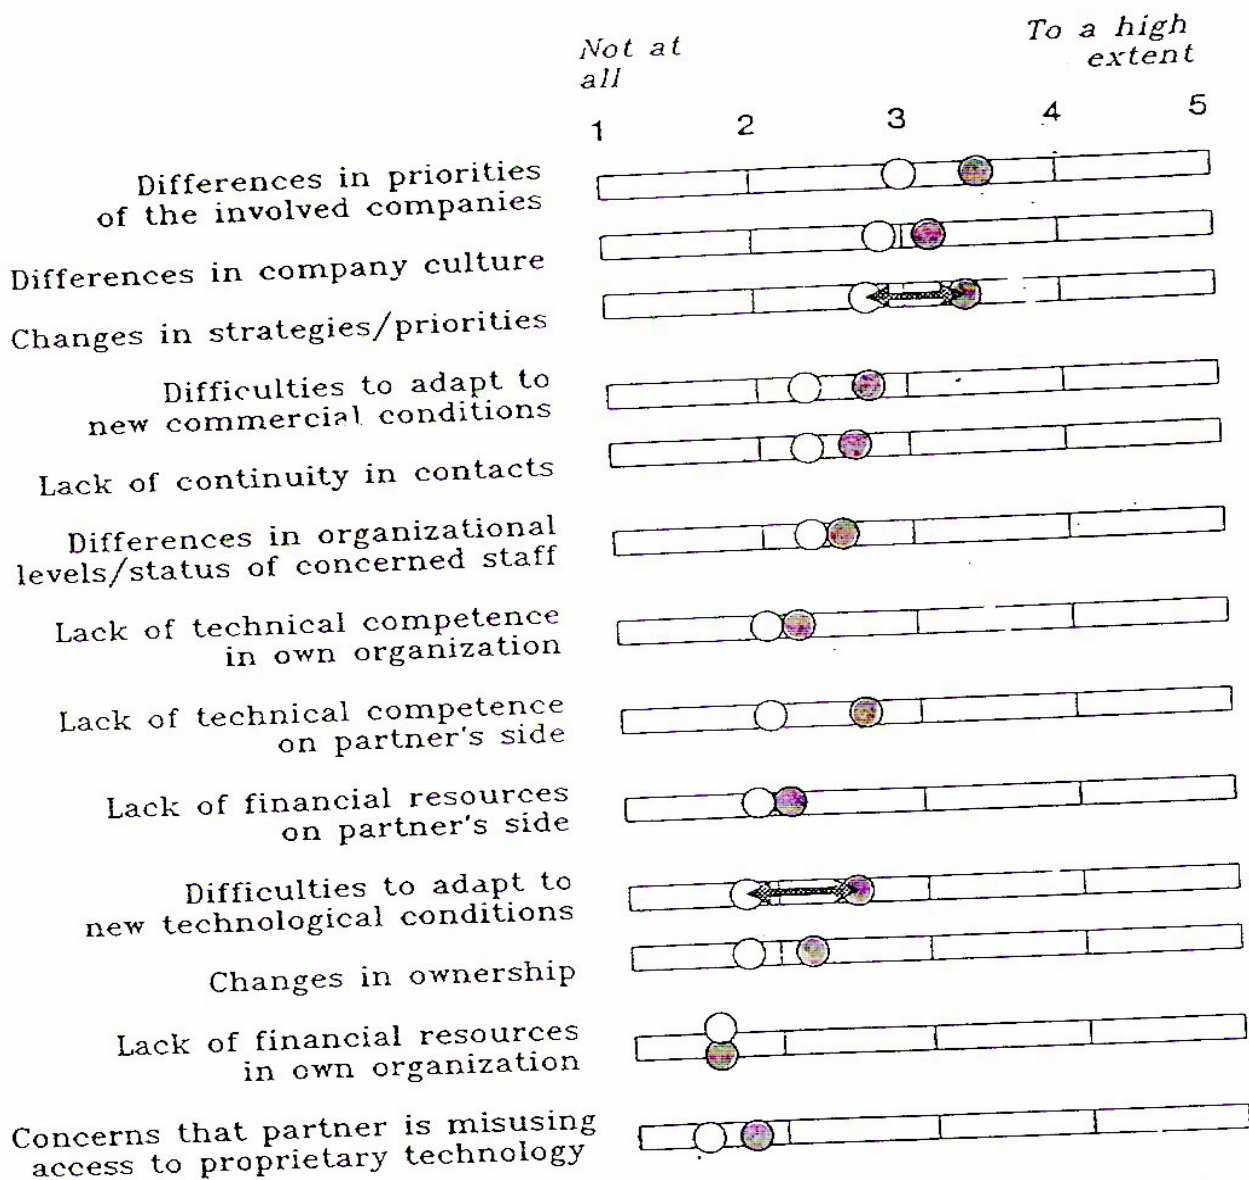 Not at
all
To a high
extent
1 2 3 4 5
Differences in priorities
of the involved companies
Differences in company culture
Changes in strategies/priorities
Difficulties to adapt to
new commercial conditions
Lack of continuity in contacts
Differences in organizational
levels/status of concerned staff
Lack of technical competence
in own organization
Lack of technical competence
on partner's side
Lack of financial resources
on partner's side
Difficulties to adapt to
new technological conditions
Changes in ownership
Lack of financial resources
in own organization
Concerns that partner is misusing
access to proprietary technology